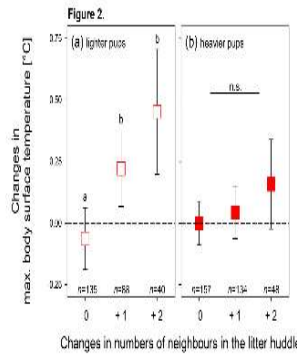 Figure 2.
(a) lighter pups
(b) heavier pups
Changes in
max. body surface temperature [°C]
0.75
0.50
0.25
0.00
0.25
a
b
b
n.s.
n=135
n=88
n=40
n=157
n=134
n=48
0
+ 1
+ 2
0
+ 1
+ 2
Changes in numbers of neighbours in the litter huddle